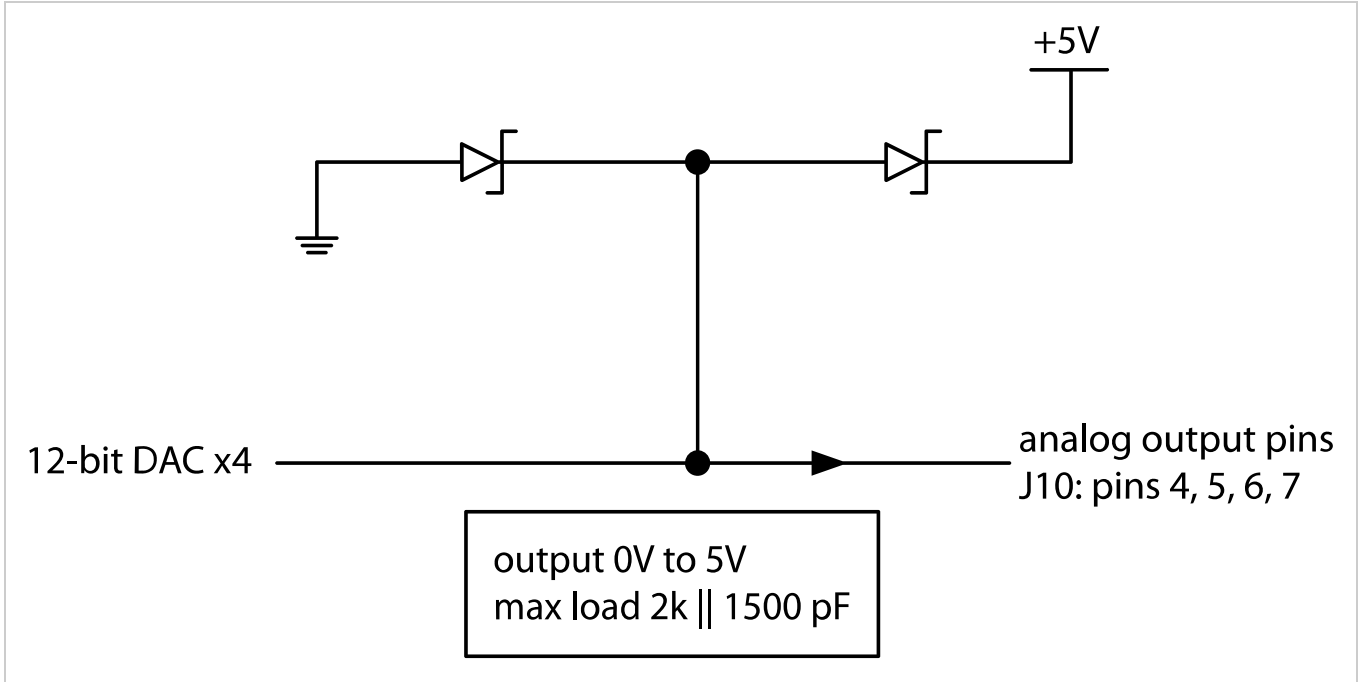 +5V
12-bit DAC x4
analog output pins
J10: pins 4, 5, 6, 7
output 0V to 5V
max load 2k || 1500 pF